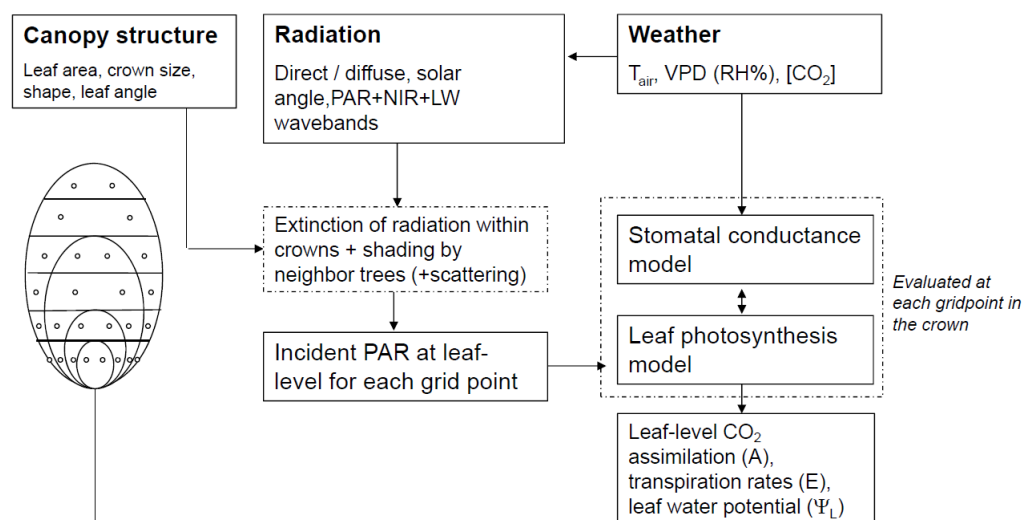 Canopy structure
Leaf area, crown size,
shape, leaf angle
Radiation
Direct / diffuse, solar
angle,PAR+NIR+LW
wavebands
Weather
T_air, VPD (RH%), [CO₂]
Extinction of radiation within
crowns + shading by
neighbor trees (+scattering)
Stomatal conductance
model
Evaluated at
each gridpoint in
the crown
Incident PAR at leaf-
level for each grid point
Leaf photosynthesis
model
Leaf-level CO₂
assimilation (A),
transpiration rates (E),
leaf water potential (Ψ_L)